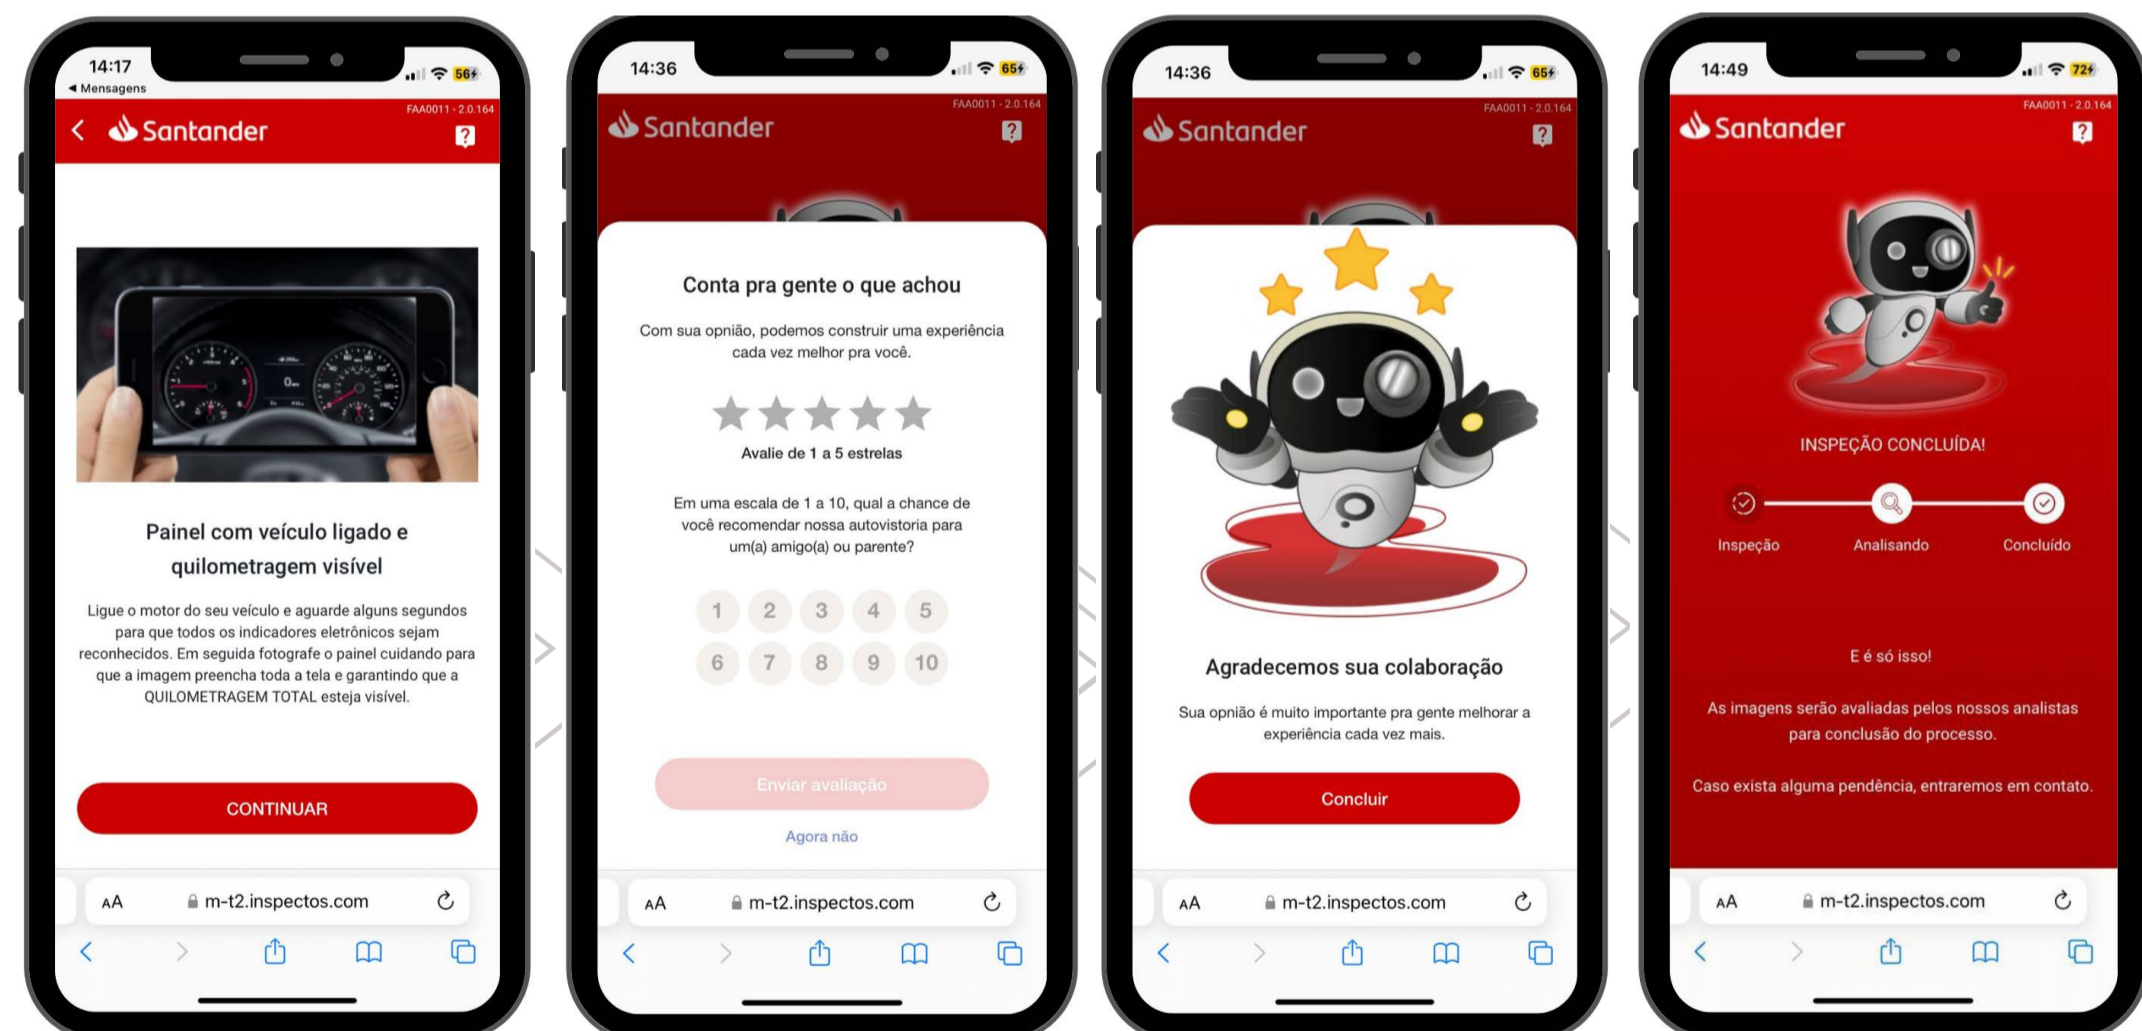 14:17
56
◄ Mensagens
FAA0011 - 2.0.164
Santander
?
Painel com veículo ligado e
quilometragem visível
Ligue o motor do seu veículo e aguarde alguns segundos
para que todos os indicadores eletrônicos sejam
reconhecidos. Em seguida fotografe o painel cuidando para
que a imagem preencha toda a tela e garantindo que a
QUILOMETRAGEM TOTAL esteja visível.
CONTINUAR
AA m-t2.inspectos.com
14:36
65
FAA0011 - 2.0.164
Santander
?
Conta pra gente o que achou
Com sua opnião, podemos construir uma experiência
cada vez melhor pra você.
Avalie de 1 a 5 estrelas
Em uma escala de 1 a 10, qual a chance de
você recomendar nossa autovistoria para
um(a) amigo(a) ou parente?
1 2 3 4 5
6 7 8 9 10
Enviar avaliação
Agora não
AA m-t2.inspectos.com
14:36
65
FAA0011 - 2.0.164
Santander
?
Agradecemos sua colaboração
Sua opnião é muito importante pra gente melhorar a
experiência cada vez mais.
Concluir
AA m-t2.inspectos.com
14:49
72
FAA0011 - 2.0.164
Santander
?
INSPEÇÃO CONCLUÍDA!
Inspeção Analisando Concluído
E é só isso!
As imagens serão avaliadas pelos nossos analistas
para conclusão do processo.
Caso exista alguma pendência, entraremos em contato.
AA m-t2.inspectos.com